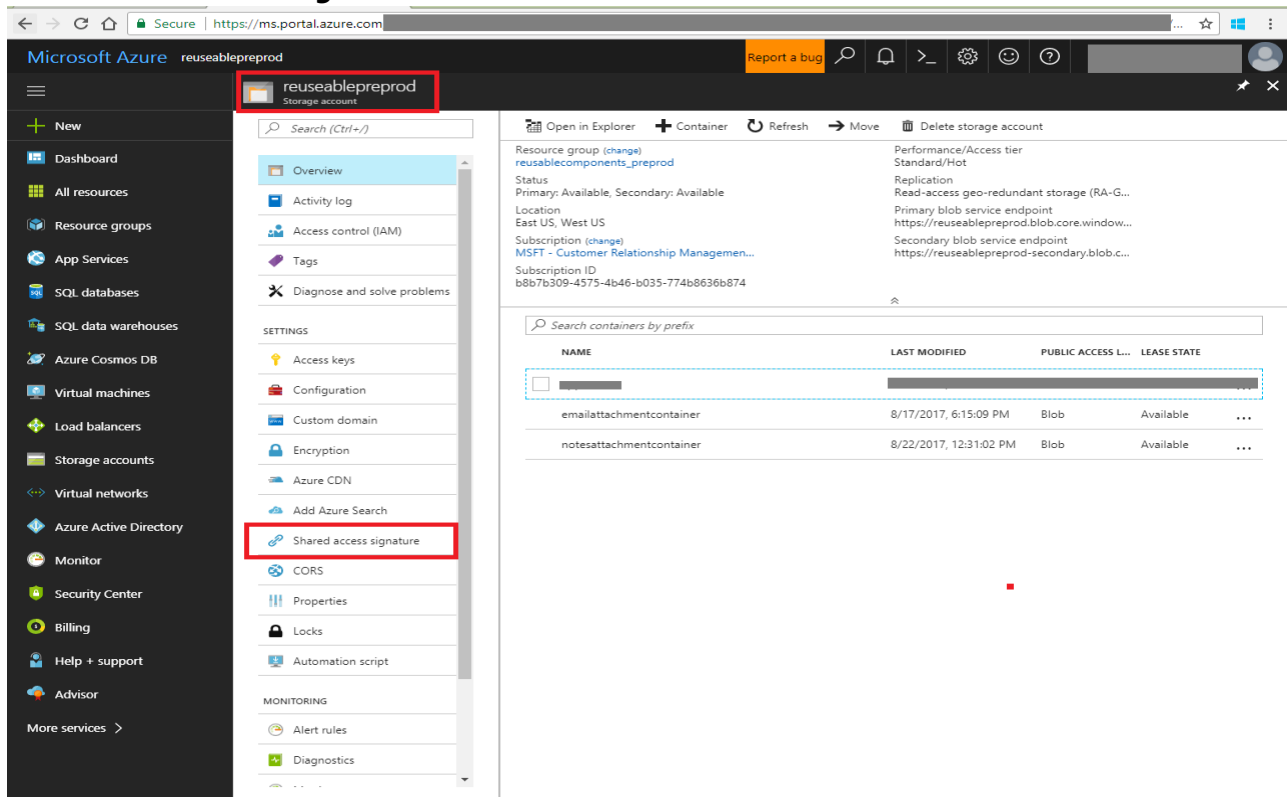 Secure | https://ms.portal.azure.com
/...
Microsoft Azure reuseablepreprod
Report a bug
reuseablepreprod
Storage account
New
Dashboard
All resources
Resource groups
App Services
SQL databases
SQL data warehouses
Azure Cosmos DB
Virtual machines
Load balancers
Storage accounts
Virtual networks
Azure Active Directory
Monitor
Security Center
Billing
Help + support
Advisor
More services >
Search (Ctrl+/)
Overview
Activity log
Access control (IAM)
Tags
Diagnose and solve problems
SETTINGS
Access keys
Configuration
Custom domain
Encryption
Azure CDN
Add Azure Search
Shared access signature
CORS
Properties
Locks
Automation script
MONITORING
Alert rules
Diagnostics
Open in Explorer Container Refresh Move Delete storage account
Resource group (change)
reusablecomponents_preprod
Status
Primary: Available, Secondary: Available
Location
East US, West US
Subscription (change)
MSFT - Customer Relationship Managemen...
Subscription ID
b8b7b309-4575-4b46-b035-774b8636b874
Performance/Access tier
Standard/Hot
Replication
Read-access geo-redundant storage (RA-G...
Primary blob service endpoint
https://reuseablepreprod.blob.core.window...
Secondary blob service endpoint
https://reuseablepreprod-secondary.blob.c...
Search containers by prefix
NAME LAST MODIFIED PUBLIC ACCESS L... LEASE STATE
emailattachmentcontainer 8/17/2017, 6:15:09 PM Blob Available ...
notesattachmentcontainer 8/22/2017, 12:31:02 PM Blob Available ...